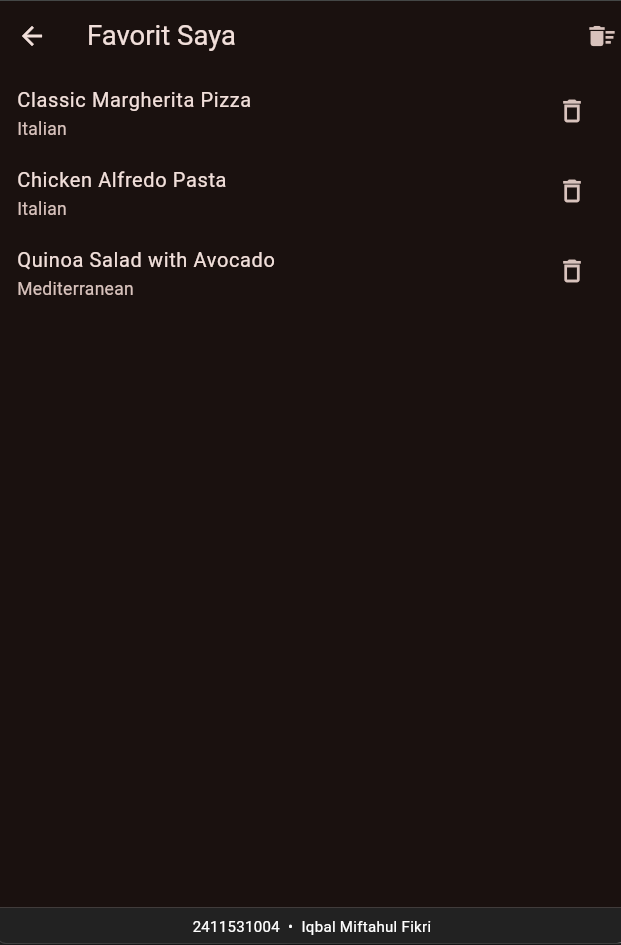 Favorit Saya
Classic Margherita Pizza
Italian
Chicken Alfredo Pasta
Italian
Quinoa Salad with Avocado
Mediterranean
2411531004 • Iqbal Miftahul Fikri